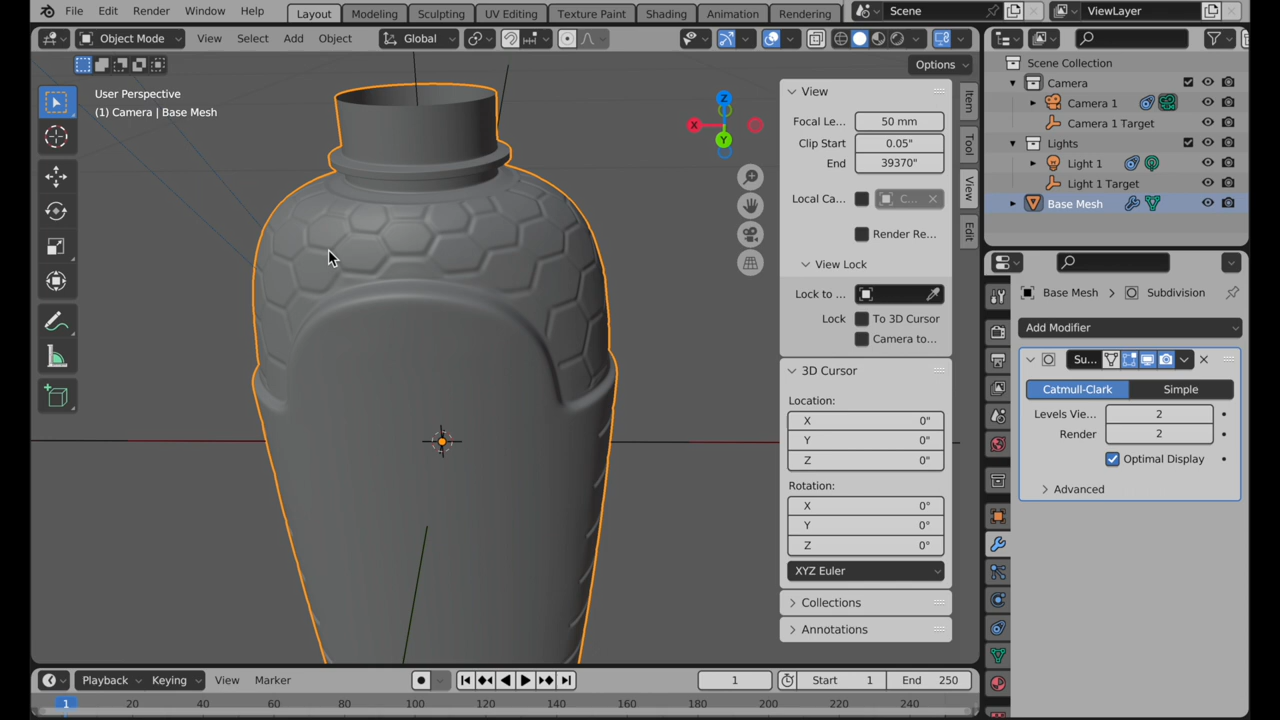 File Edit Render Window Help Layout Modeling Sculpting UV Editing Texture Paint Shading Animation Rendering Scene ViewLayer
Object Mode View Select Add Object Global
Options
User Perspective
(1) Camera | Base Mesh
Z
X
Y
View
Focal Le... 50 mm
Clip Start 0.05"
End 39370"
Local Ca... C...
Render Re...
View Lock
Lock to ...
Lock To 3D Cursor
Camera to...
3D Cursor
Location:
X 0"
Y 0"
Z 0"
Rotation:
X 0°
Y 0°
Z 0°
XYZ Euler
Collections
Annotations
Item
Tool
View
Edit
Scene Collection
Camera
Camera 1
Camera 1 Target
Lights
Light 1
Light 1 Target
Base Mesh
Base Mesh Subdivision
Add Modifier
Su...
Catmull-Clark Simple
Levels Vie... 2
Render 2
Optimal Display
Advanced
Playback Keying View Marker 1 Start 1 End 250
1 20 40 60 80 100 120 140 160 180 200 220 240